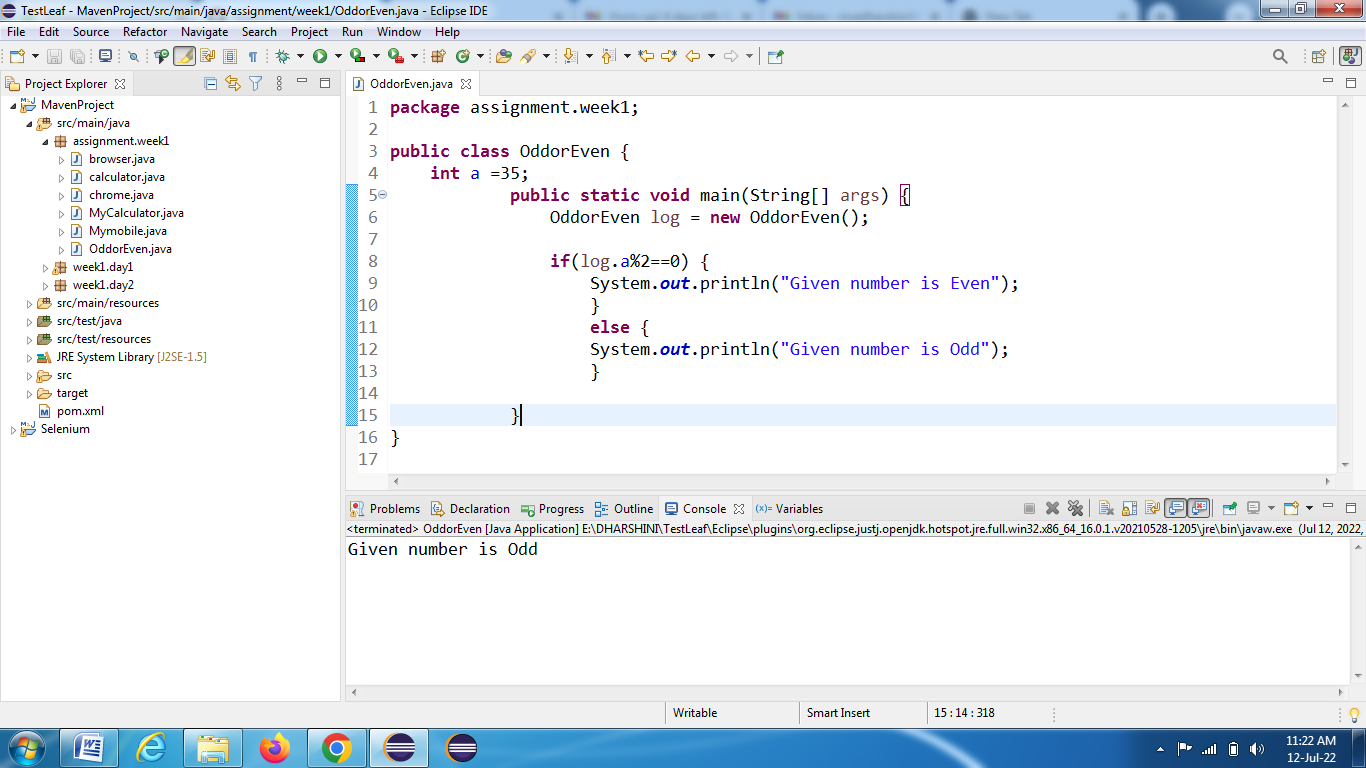 TestLeaf - MavenProject/src/main/java/assignment/week1/OddorEven.java - Eclipse IDE
File Edit Source Refactor Navigate Search Project Run Window Help
Project Explorer
MavenProject
src/main/java
assignment.week1
browser.java
calculator.java
chrome.java
MyCalculator.java
Mymobile.java
OddorEven.java
week1.day1
week1.day2
src/main/resources
src/test/java
src/test/resources
JRE System Library [J2SE-1.5]
src
target
pom.xml
Selenium
OddorEven.java
1 package assignment.week1;
2
3 public class OddorEven {
4 int a =35;
5 public static void main(String[] args) {
6 OddorEven log = new OddorEven();
7
8 if(log.a%2==0) {
9 System.out.println("Given number is Even");
10 }
11 else {
12 System.out.println("Given number is Odd");
13 }
14
15 }
16 }
17
Problems Declaration Progress Outline Console (x)= Variables
<terminated> OddorEven [Java Application] E:\DHARSHINI\TestLeaf\Eclipse\plugins\org.eclipse.justj.openjdk.hotspot.jre.full.win32.x86_64_16.0.1.v20210528-1205\jre\bin\javaw.exe (Jul 12, 2022,
Given number is Odd
Writable Smart Insert 15 : 14 : 318
11:22 AM
12-Jul-22